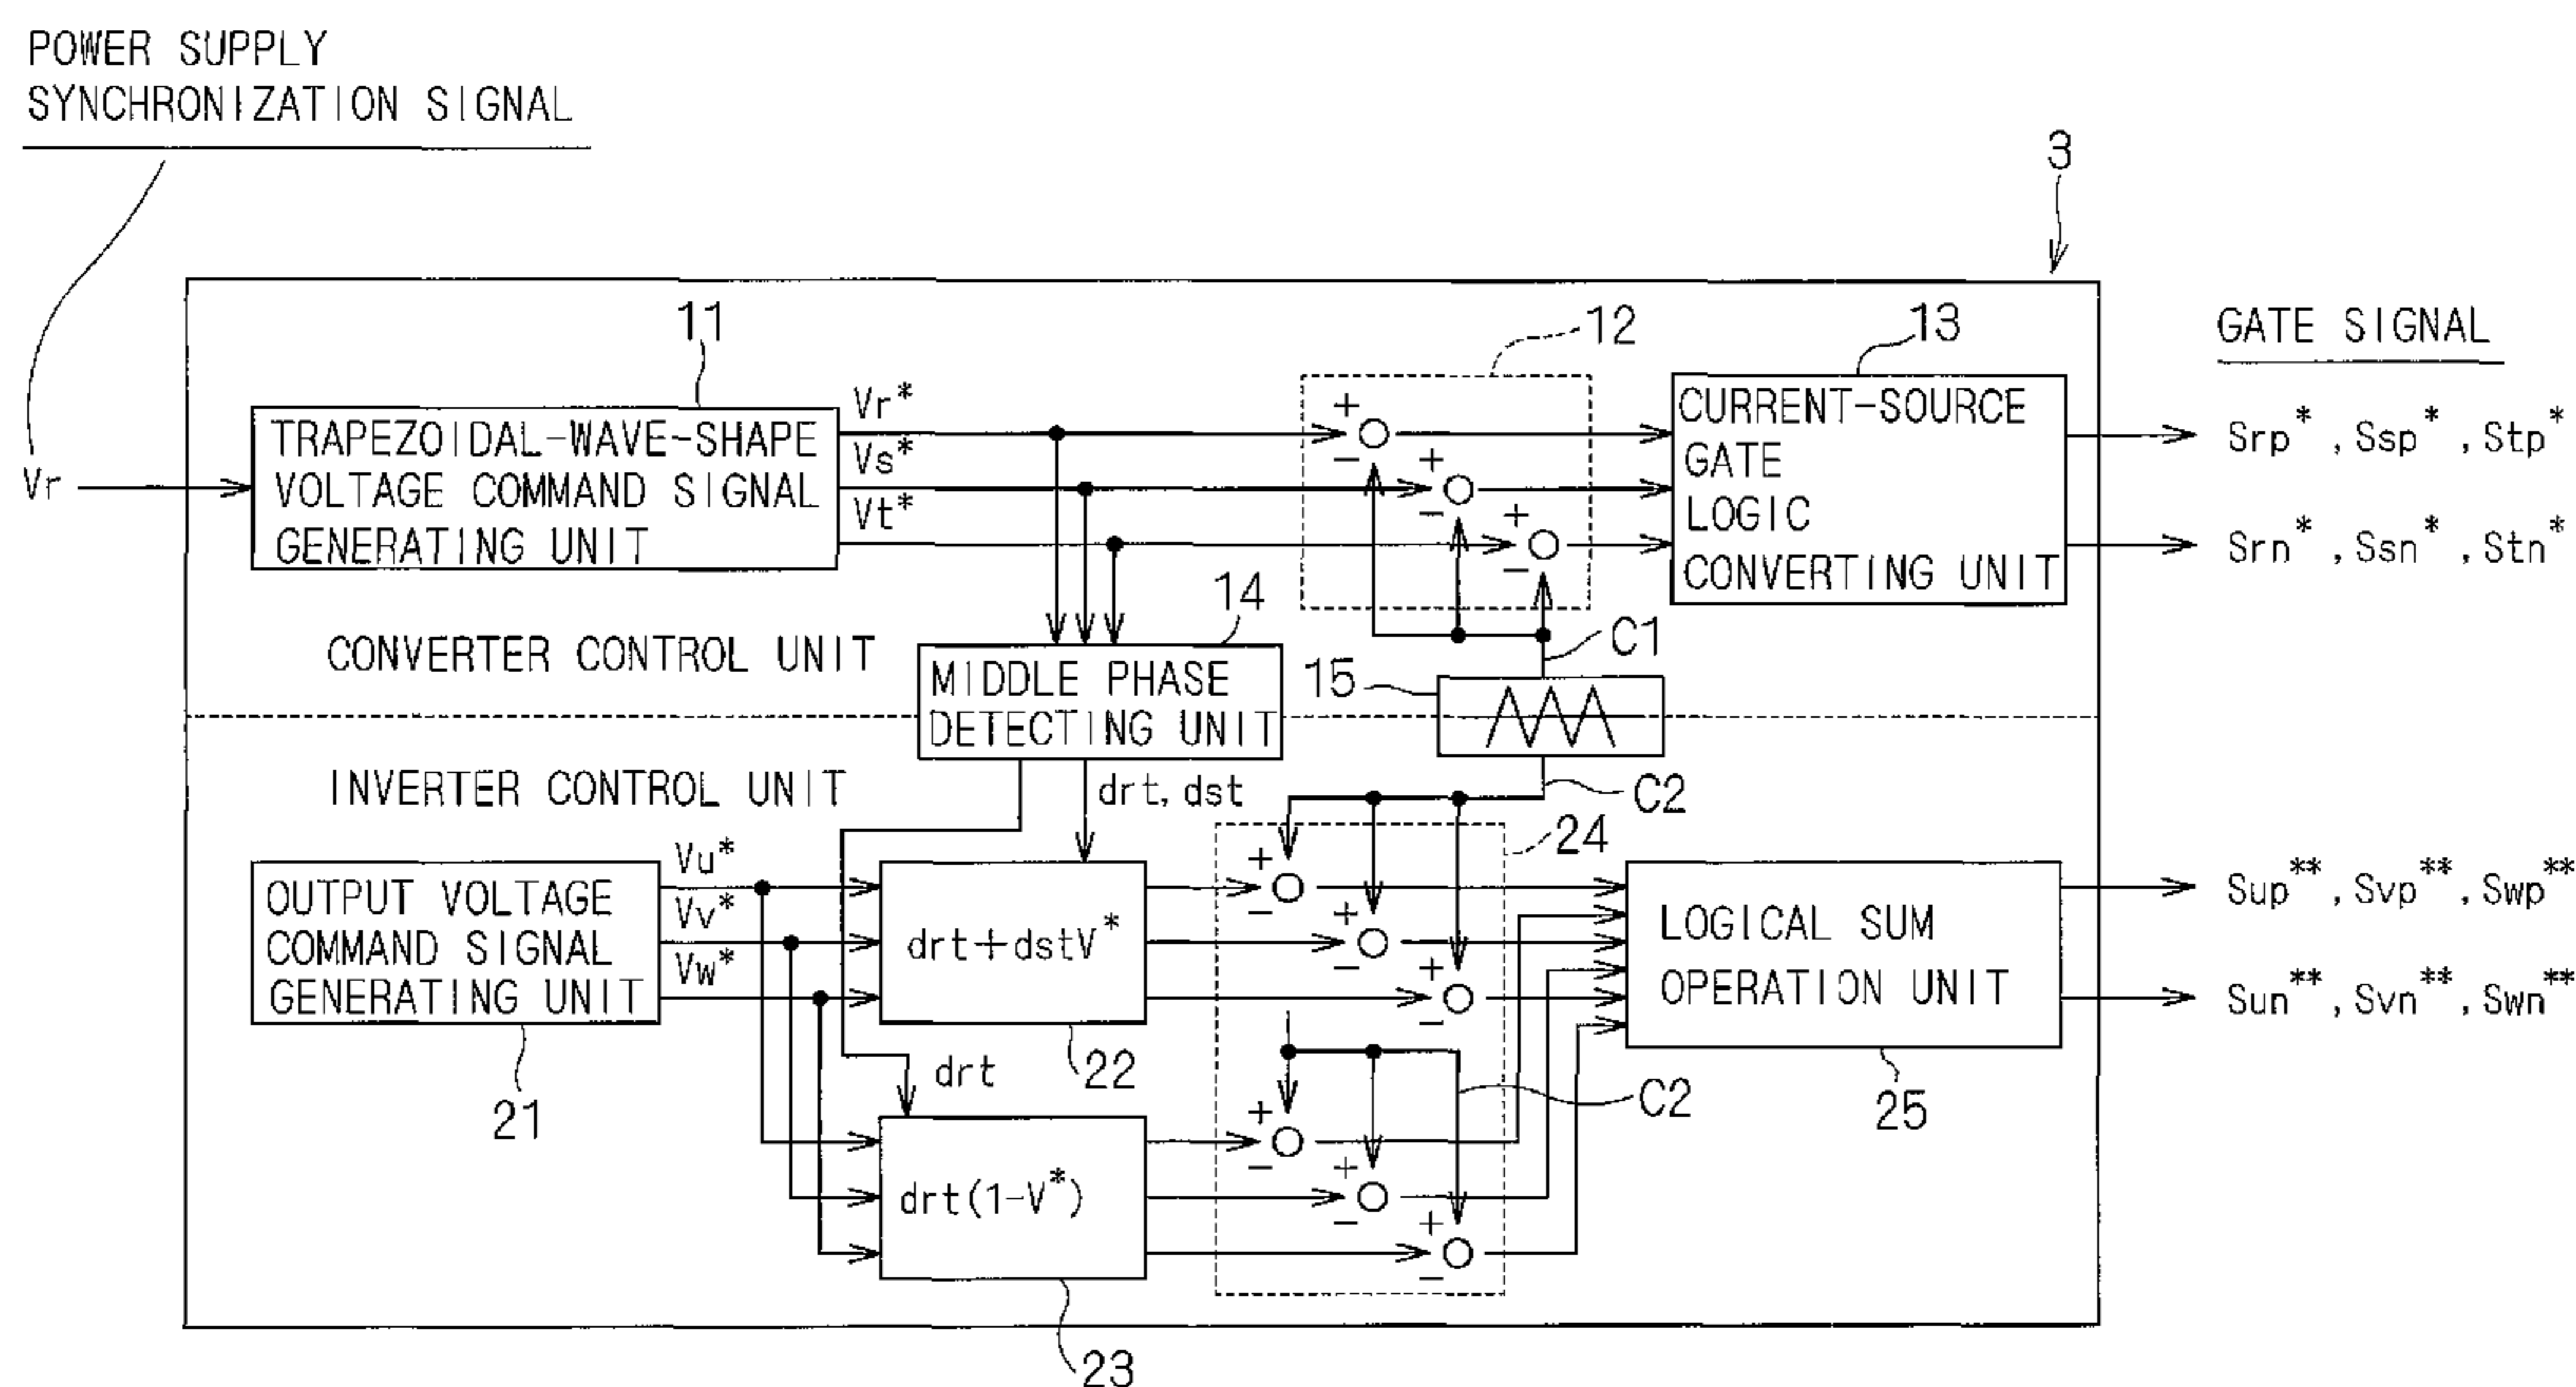 POWER SUPPLY
SYNCHRONIZATION SIGNAL
3
11
12
13
GATE SIGNAL
Vr
TRAPEZOIDAL-WAVE-SHAPE
VOLTAGE COMMAND SIGNAL
GENERATING UNIT
Vr*
Vs*
Vt*
+
−
+
−
+
−
CURRENT-SOURCE
GATE
LOGIC
CONVERTING UNIT
Srp*, Ssp*, Stp*
Srn*, Ssn*, Stn*
CONVERTER CONTROL UNIT
14
MIDDLE PHASE
DETECTING UNIT
15
C1
INVERTER CONTROL UNIT
drt, dst
C2
24
OUTPUT VOLTAGE
COMMAND SIGNAL
GENERATING UNIT
21
Vu*
Vv*
Vw*
drt+dstV*
22
+
−
+
−
+
−
LOGICAL SUM
OPERATION UNIT
25
Sup**, Svp**, Swp**
Sun**, Svn**, Swn**
drt
C2
drt(1-V*)
23
+
−
+
−
+
−